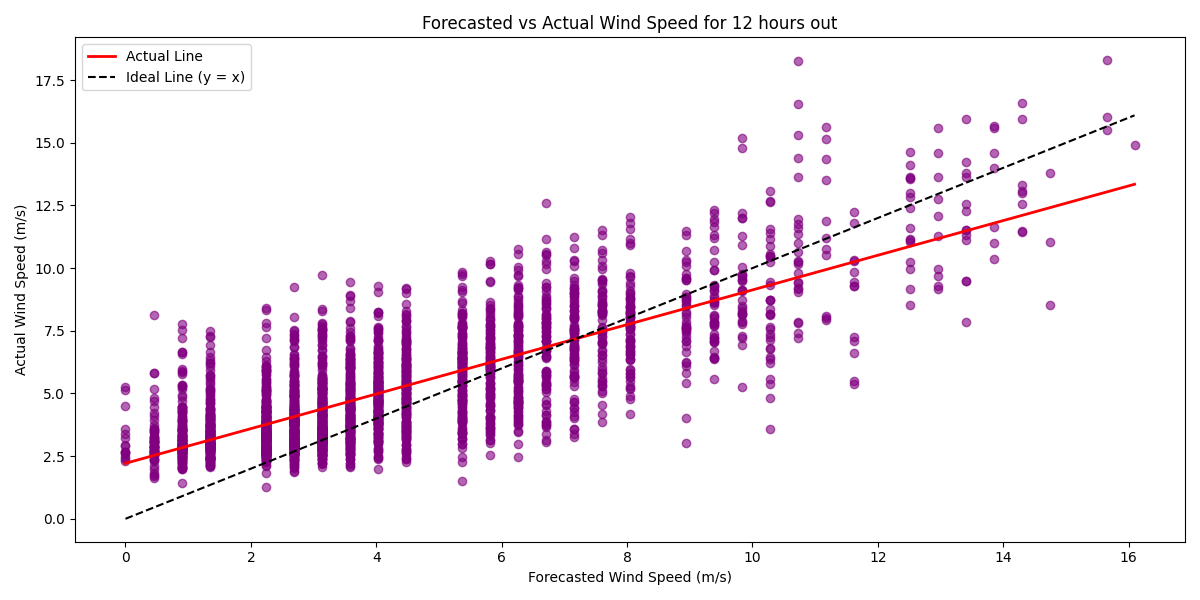 Forecasted vs Actual Wind Speed for 12 hours out
Actual Line
Ideal Line (y = x)
Actual Wind Speed (m/s)
17.5
15.0
12.5
10.0
7.5
5.0
2.5
0.0
0 2 4 6 8 10 12 14 16
Forecasted Wind Speed (m/s)